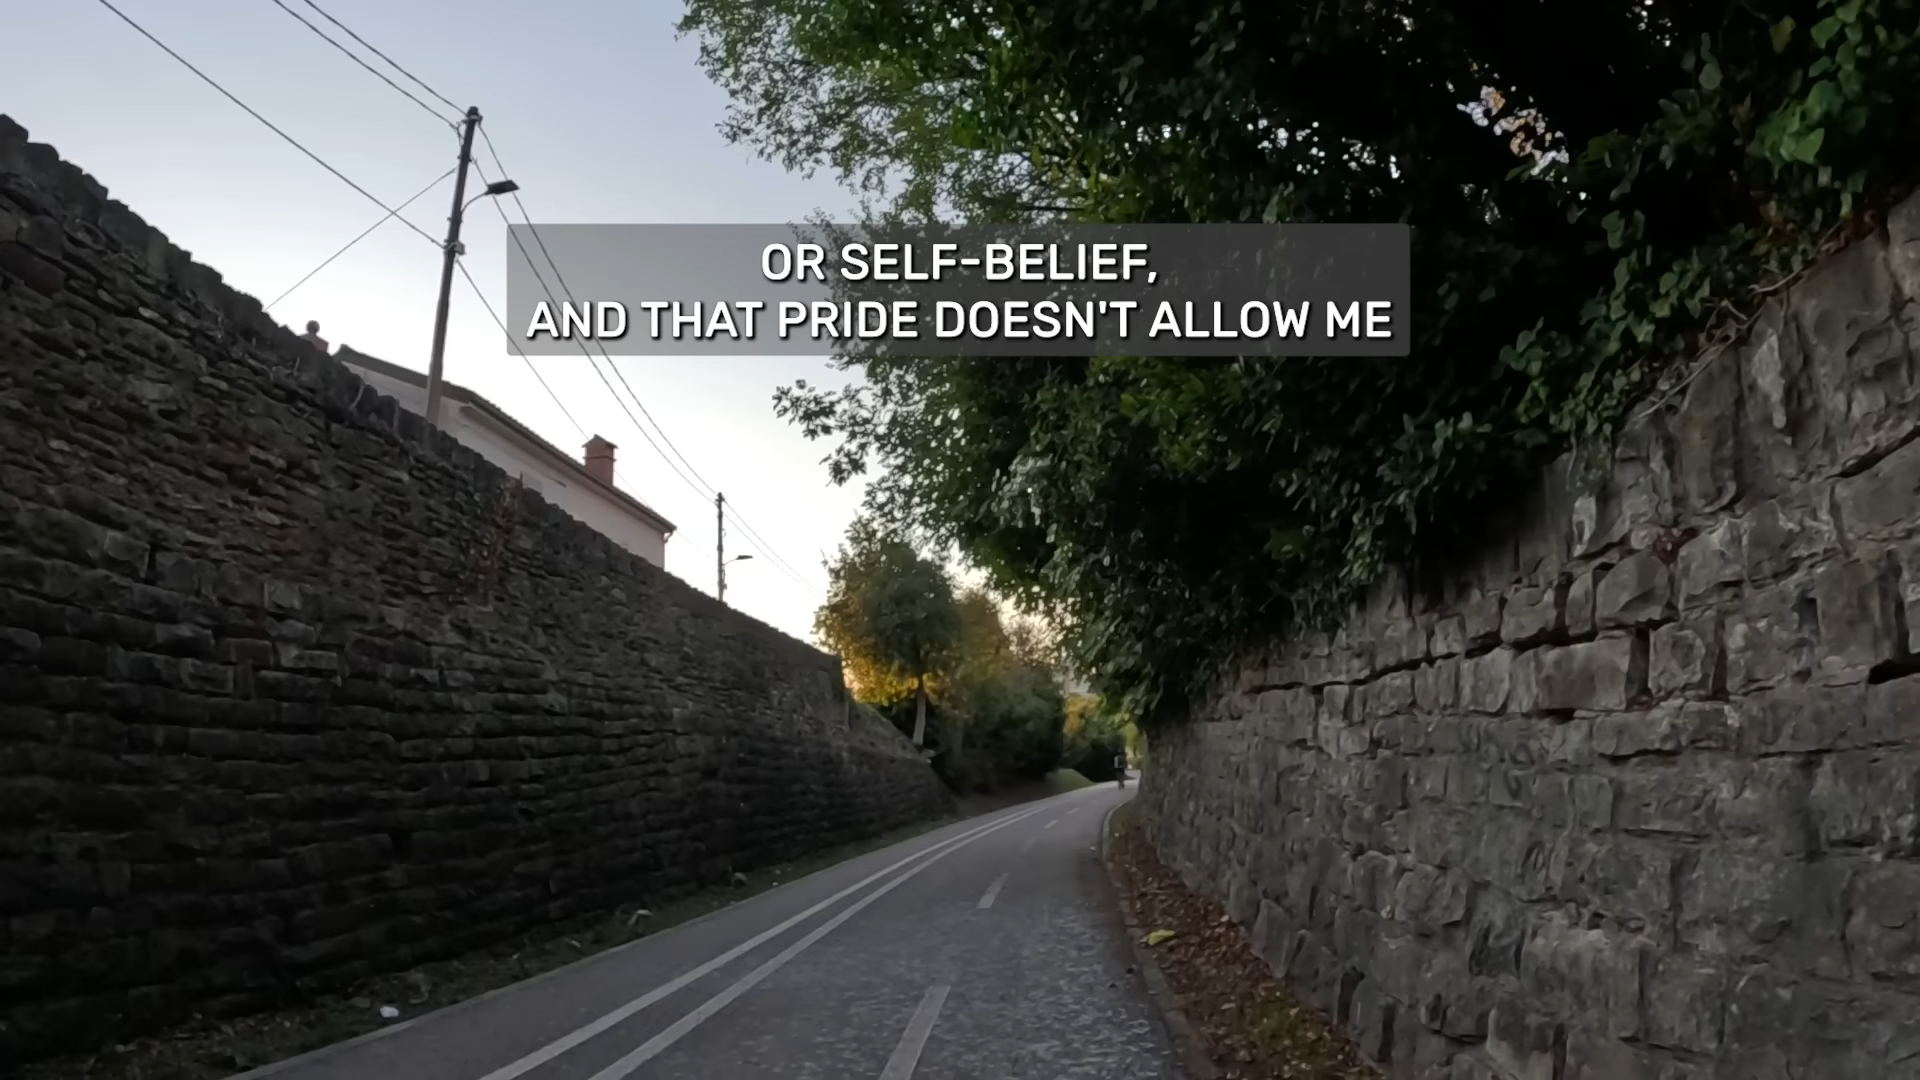 OR SELF-BELIEF,
AND THAT PRIDE DOESN'T ALLOW ME